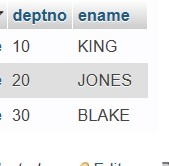 deptno ename
10 KING
20 JONES
30 BLAKE